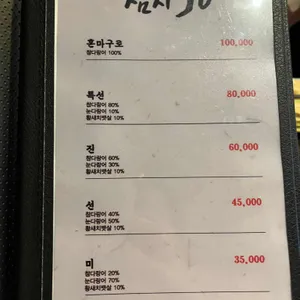 혼마구로 100,000
참다랑어 100%
특선 80,000
참다랑어 80%
눈다랑어 10%
황새치뱃살 10%
진 60,000
참다랑어 60%
눈다랑어 30%
황새치뱃살 10%
선 45,000
참다랑어 40%
눈다랑어 50%
황새치뱃살 10%
미 35,000
참다랑어 20%
눈다랑어 70%
황새치뱃살 10%